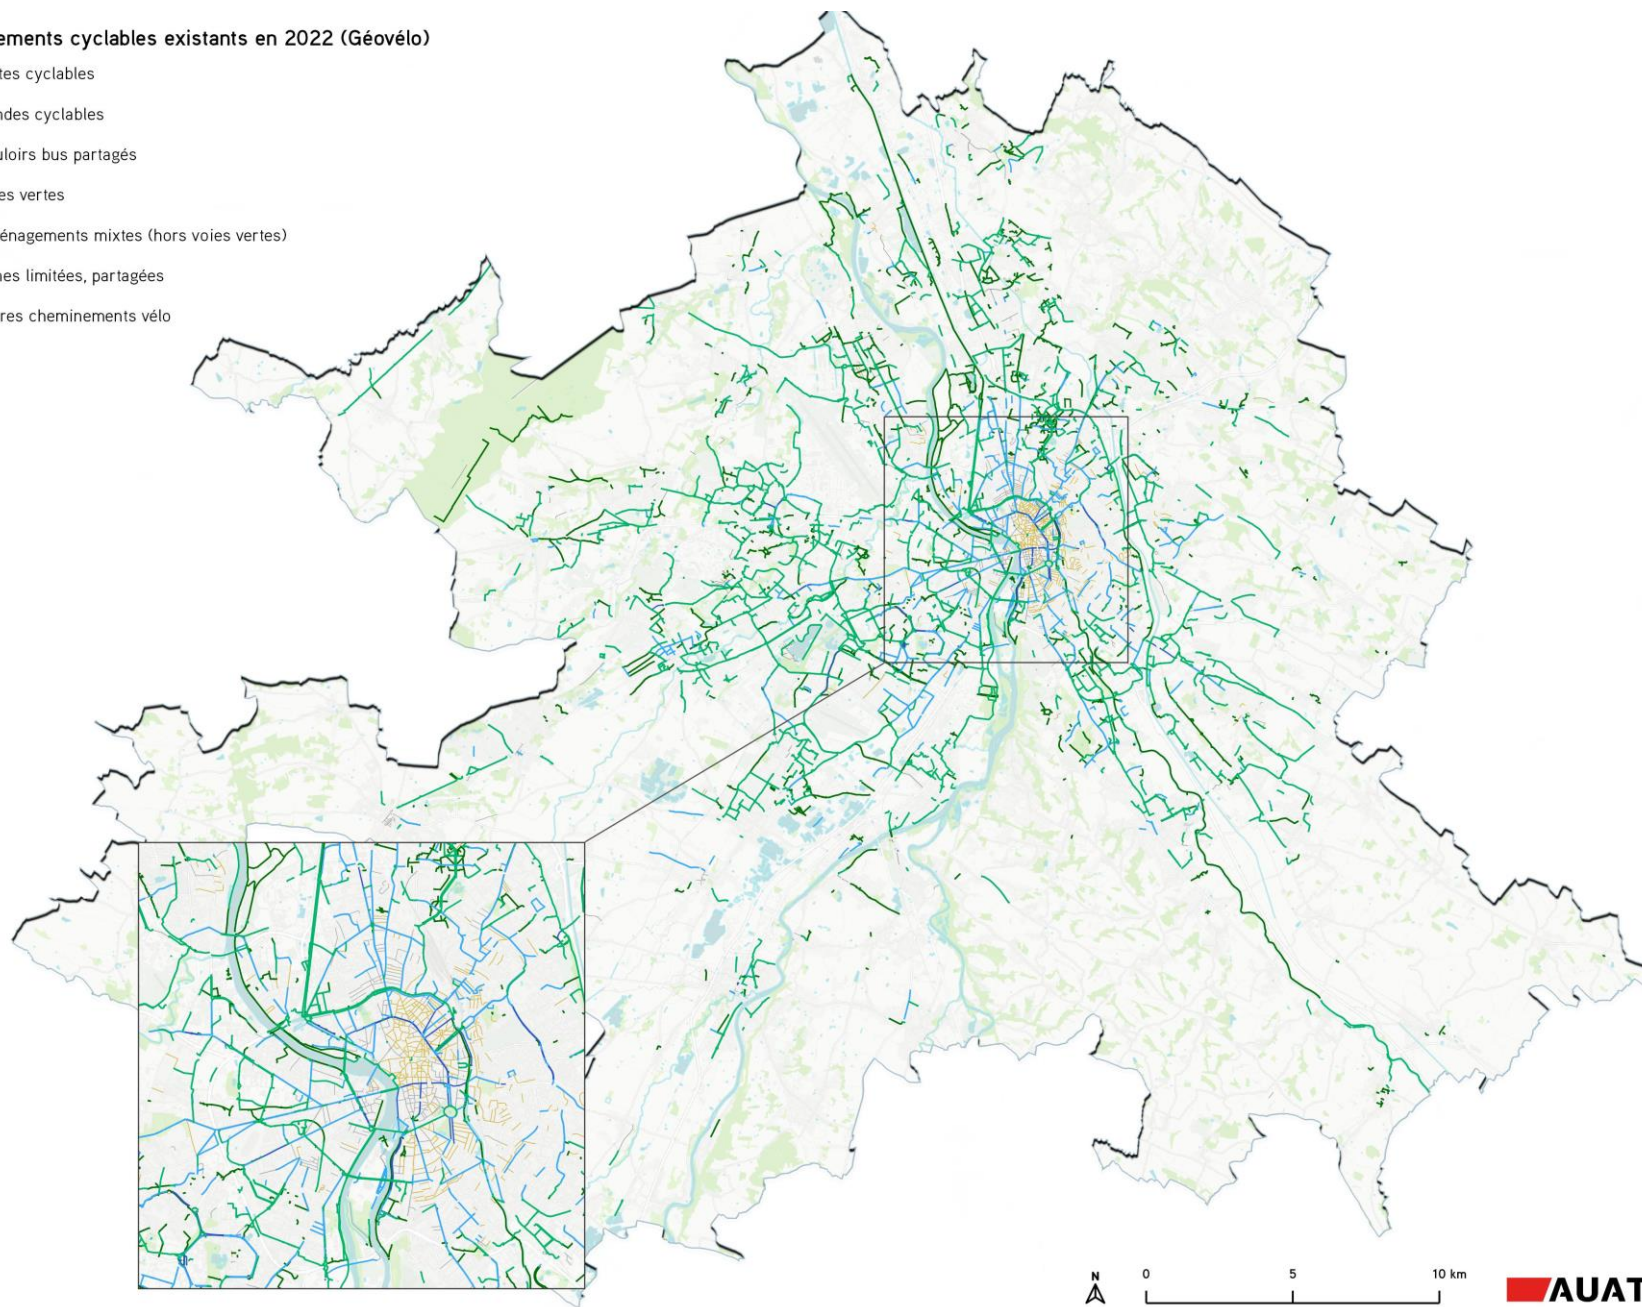 ements cyclables existants en 2022 (Géovélo)
tes cyclables
ndes cyclables
uloirs bus partagés
es vertes
énagements mixtes (hors voies vertes)
nes limitées, partagées
res cheminements vélo
N
0 5 10 km
AUAT